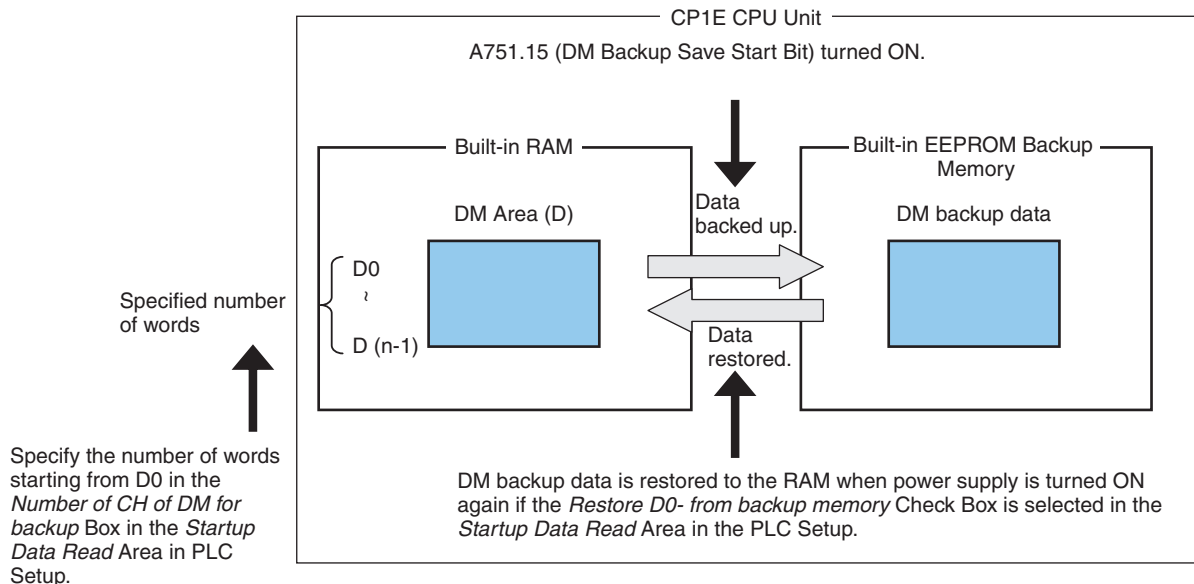 CP1E CPU Unit
A751.15 (DM Backup Save Start Bit) turned ON.
Built-in RAM
Built-in EEPROM Backup
Memory
DM Area (D)
Data
backed up.
DM backup data
D0
~
D (n-1)
Specified number
of words
Data
restored.
Specify the number of words
starting from D0 in the
Number of CH of DM for
backup Box in the Startup
Data Read Area in PLC
Setup.
DM backup data is restored to the RAM when power supply is turned ON
again if the Restore D0- from backup memory Check Box is selected in the
Startup Data Read Area in the PLC Setup.